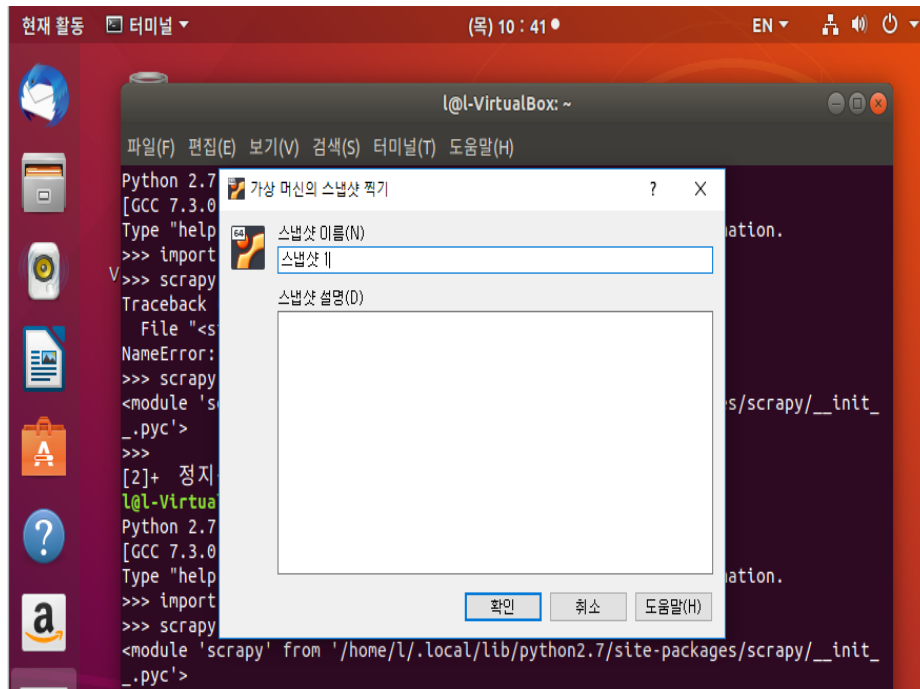 현재 활동 터미널 (목) 10 : 41 EN
l@l-VirtualBox: ~
파일(F) 편집(E) 보기(V) 검색(S) 터미널(T) 도움말(H)
Python 2.7
[GCC 7.3.0
Type "help ation.
>>> import
V >>> scrapy
Traceback
File "<s
NameError:
>>> scrapy
<module 's s/scrapy/__init_
_.pyc'>
>>>
[2]+ 정지
l@l-Virtua
Python 2.7
[GCC 7.3.0
Type "help ation.
>>> import
>>> scrapy
<module 'scrapy' from '/home/l/.local/lib/python2.7/site-packages/scrapy/__init_
_.pyc'>
가상 머신의 스냅샷 찍기 ? X
64
스냅샷 이름(N)
스냅샷 1
스냅샷 설명(D)
확인 취소 도움말(H)